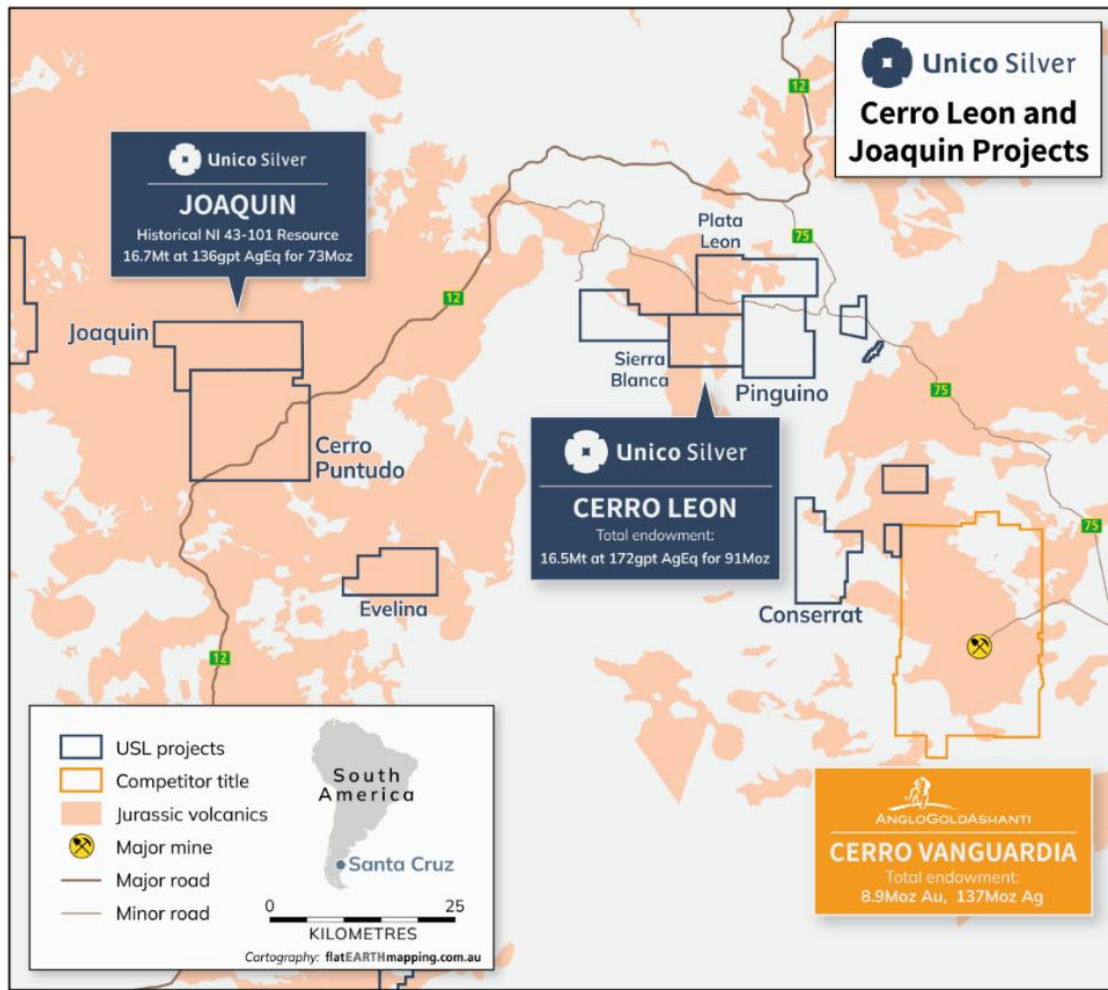 Unico Silver
Cerro Leon and
Joaquin Projects
12
Unico Silver
JOAQUIN
Historical NI 43-101 Resource
16.7Mt at 136gpt AgEq for 73Moz
Plata
Leon
75
12
Joaquin
Sierra
Blanca
Pinguino
75
Cerro
Puntudo
Unico Silver
CERRO LEON
Total endowment:
16.5Mt at 172gpt AgEq for 91Moz
75
Evelina
Conserrat
12
USL projects
Competitor title
Jurassic volcanics
Major mine
Major road
Minor road
South
America
Santa Cruz
0 25
KILOMETRES
Cartography: flatEARTHmapping.com.au
ANGLOGOLDASHANTI
CERRO VANGUARDIA
Total endowment:
8.9Moz Au, 137Moz Ag